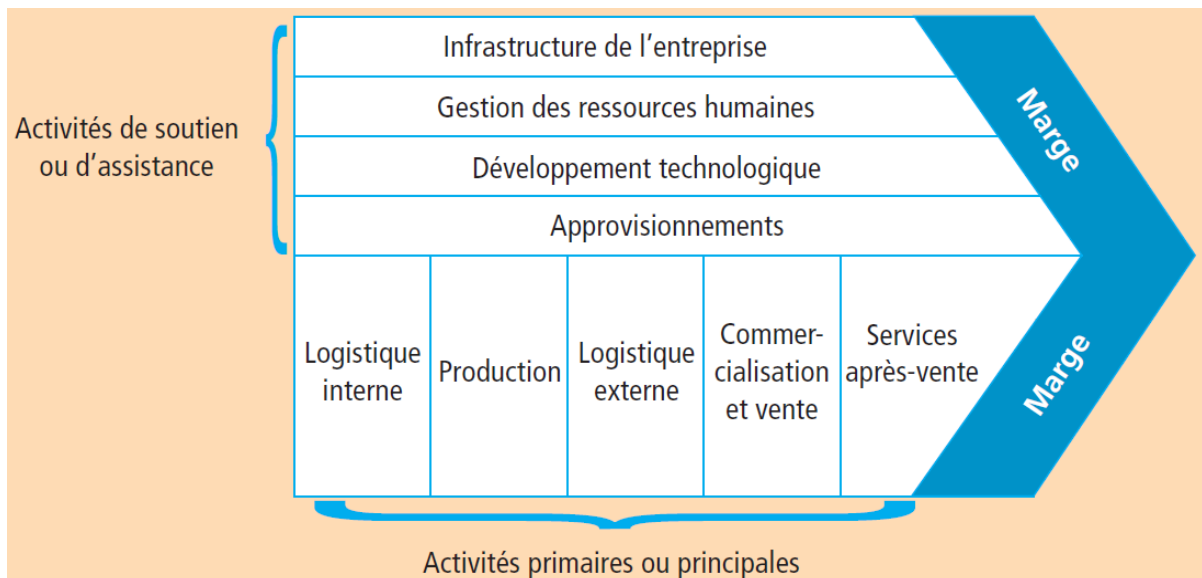 Infrastructure de l’entreprise
Gestion des ressources humaines
Développement technologique
Approvisionnements
Activités de soutien
ou d’assistance
Marge
Logistique
interne
Production
Logistique
externe
Commer-
cialisation
et vente
Services
après-vente
Marge
Activités primaires ou principales